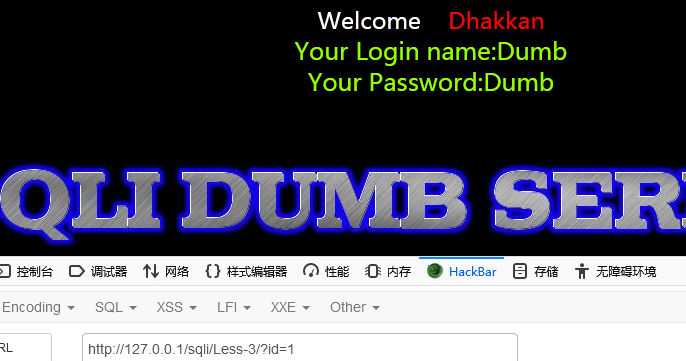 Welcome Dhakkan
Your Login name:Dumb
Your Password:Dumb
QLI DUMB SER
控制台 调试器 网络 样式编辑器 性能 内存 HackBar 存储 无障碍环境
Encoding SQL XSS LFI XXE Other
RL http://127.0.0.1/sqli/Less-3/?id=1